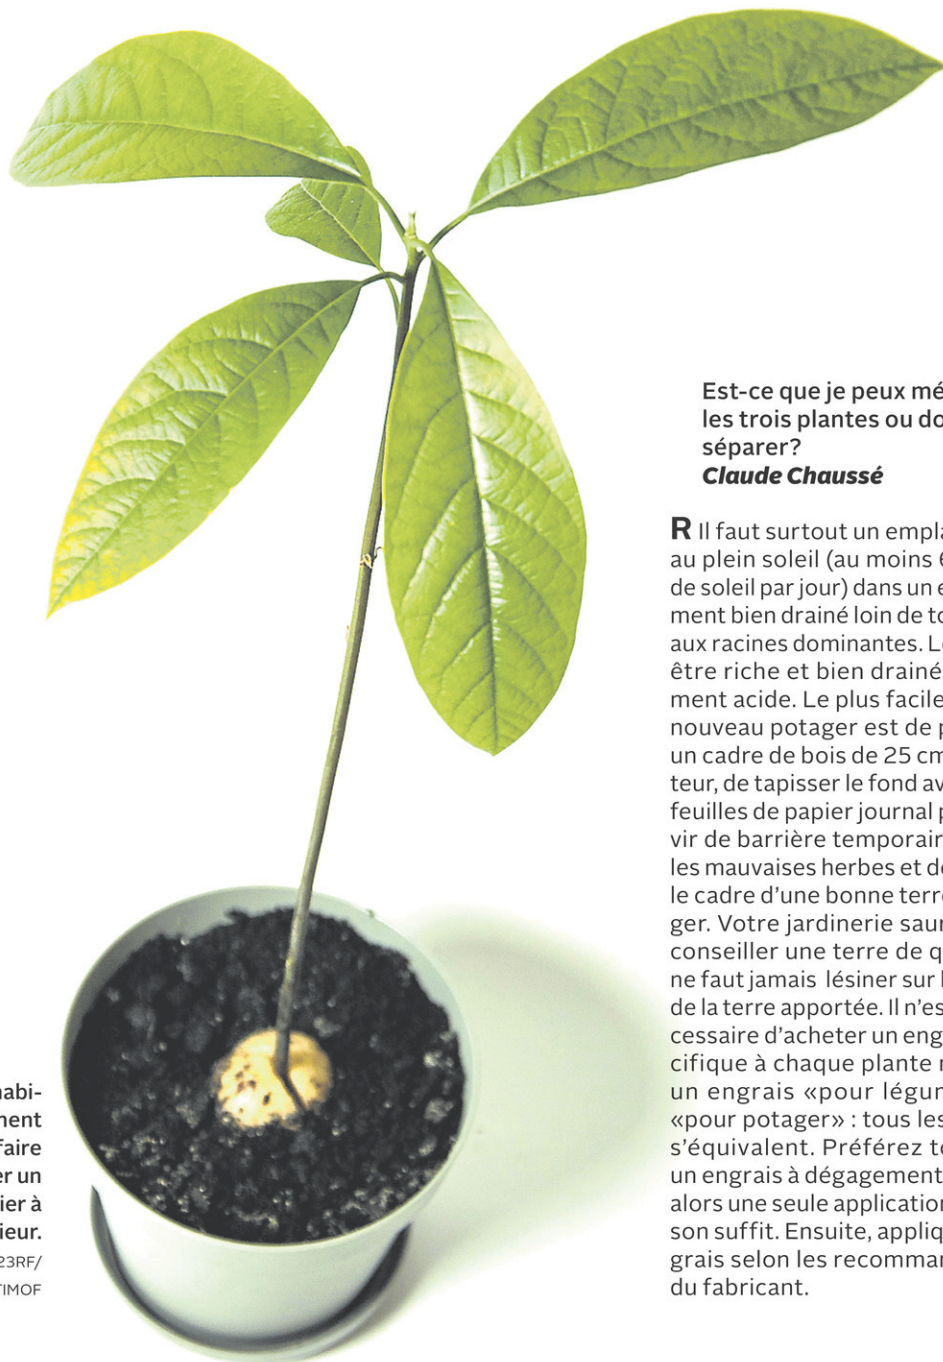 habi-
ment
faire
er un
ier à
ieur.
23RF/
TIMOF
Est-ce que je peux mé
les trois plantes ou do
séparer?
Claude Chaussé
R Il faut surtout un empla
au plein soleil (au moins 6
de soleil par jour) dans un e
ment bien drainé loin de to
aux racines dominantes. Le
être riche et bien drainé
ment acide. Le plus facile
nouveau potager est de p
un cadre de bois de 25 cm
teur, de tapisser le fond av
feuilles de papier journal p
vir de barrière temporair
les mauvaises herbes et de
le cadre d’une bonne terre
ger. Votre jardinerie saur
conseiller une terre de q
ne faut jamais lésiner sur l
de la terre apportée. Il n’es
cessaire d’acheter un eng
cifique à chaque plante n
un engrais «pour légun
«pour potager» : tous les
s’équivalent. Préférez to
un engrais à dégagement
alors une seule application
son suffit. Ensuite, appliq
grais selon les recomman
du fabricant.